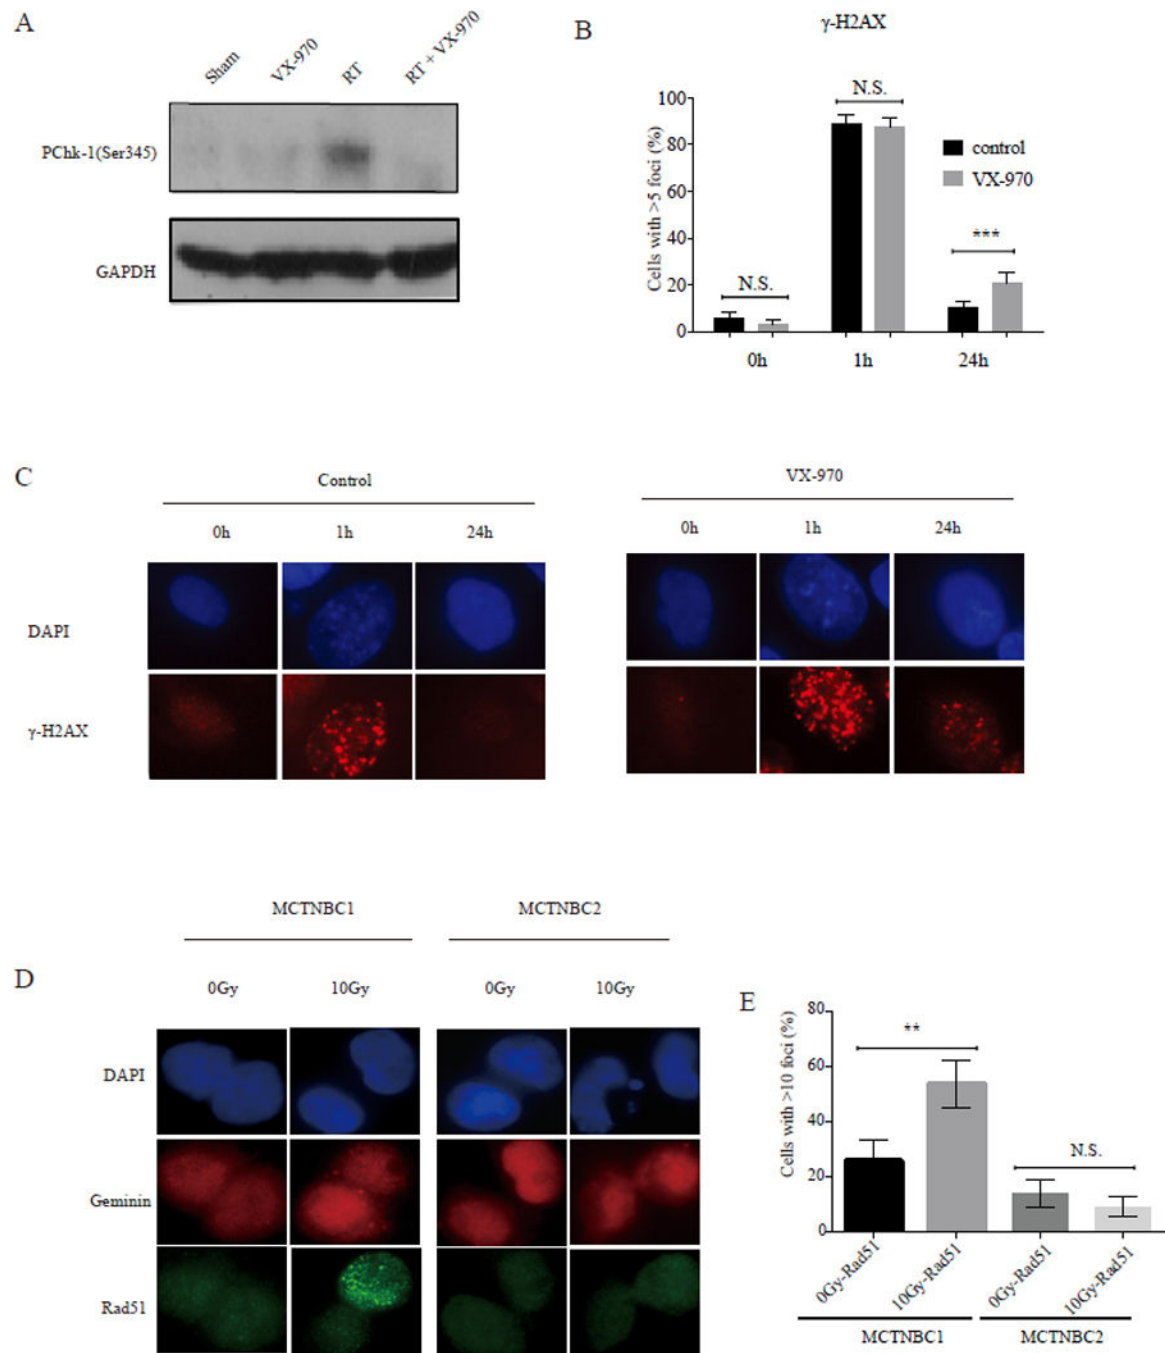 A
Sham VX-970 RT RT + VX-970
PChk-1(Ser345)
GAPDH
B
γ-H2AX
Cells with >5 foci (%)
100
80
60
40
20
0
N.S.
N.S.
***
control
VX-970
0h 1h 24h
C
Control
0h 1h 24h
VX-970
0h 1h 24h
DAPI
γ-H2AX
D
MCTNBC1 MCTNBC2
0Gy 10Gy 0Gy 10Gy
DAPI
Geminin
Rad51
E
Cells with >10 foci (%)
80
60
40
20
0
**
N.S.
0Gy-Rad51 10Gy-Rad51 0Gy-Rad51 10Gy-Rad51
MCTNBC1 MCTNBC2